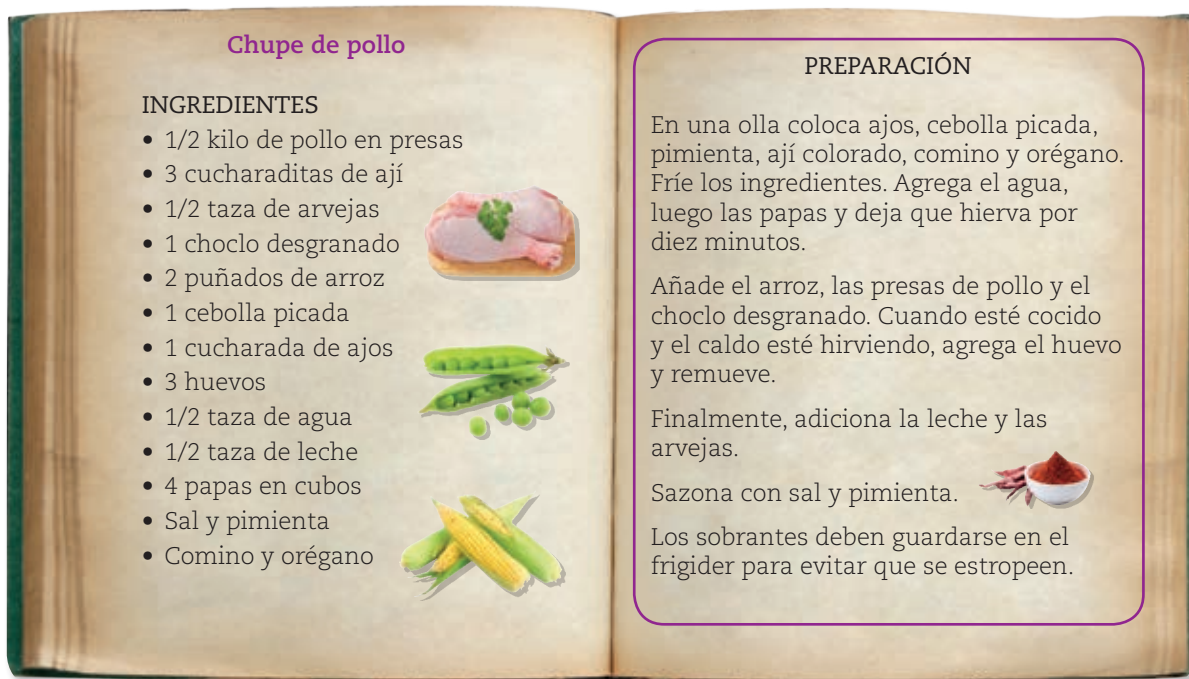 Chupe de pollo
INGREDIENTES
• 1/2 kilo de pollo en presas
• 3 cucharaditas de ají
• 1/2 taza de arvejas
• 1 choclo desgranado
• 2 puñados de arroz
• 1 cebolla picada
• 1 cucharada de ajos
• 3 huevos
• 1/2 taza de agua
• 1/2 taza de leche
• 4 papas en cubos
• Sal y pimienta
• Comino y orégano
PREPARACIÓN
En una olla coloca ajos, cebolla picada,
pimienta, ají colorado, comino y orégano.
Fríe los ingredientes. Agrega el agua,
luego las papas y deja que hierva por
diez minutos.
Añade el arroz, las presas de pollo y el
choclo desgranado. Cuando esté cocido
y el caldo esté hirviendo, agrega el huevo
y remueve.
Finalmente, adiciona la leche y las
arvejas.
Sazona con sal y pimienta.
Los sobrantes deben guardarse en el
frigider para evitar que se estropeen.